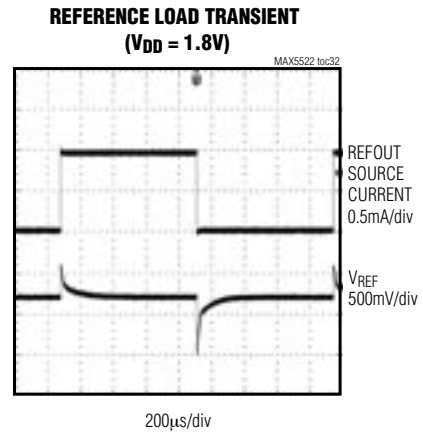 REFERENCE LOAD TRANSIENT
(VDD = 1.8V)
MAX5522 toc32
REFOUT
SOURCE
CURRENT
0.5mA/div
VREF
500mV/div
200μs/div